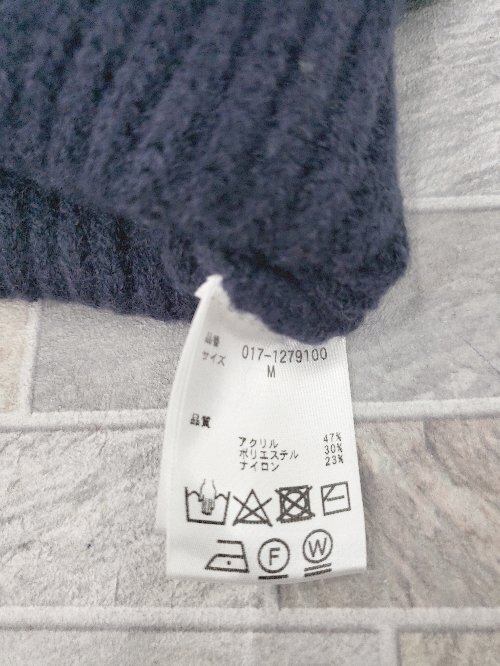 品番 017-1279100
サイズ M
品質
アクリル 47%
ポリエステル 30%
ナイロン 23%
F W